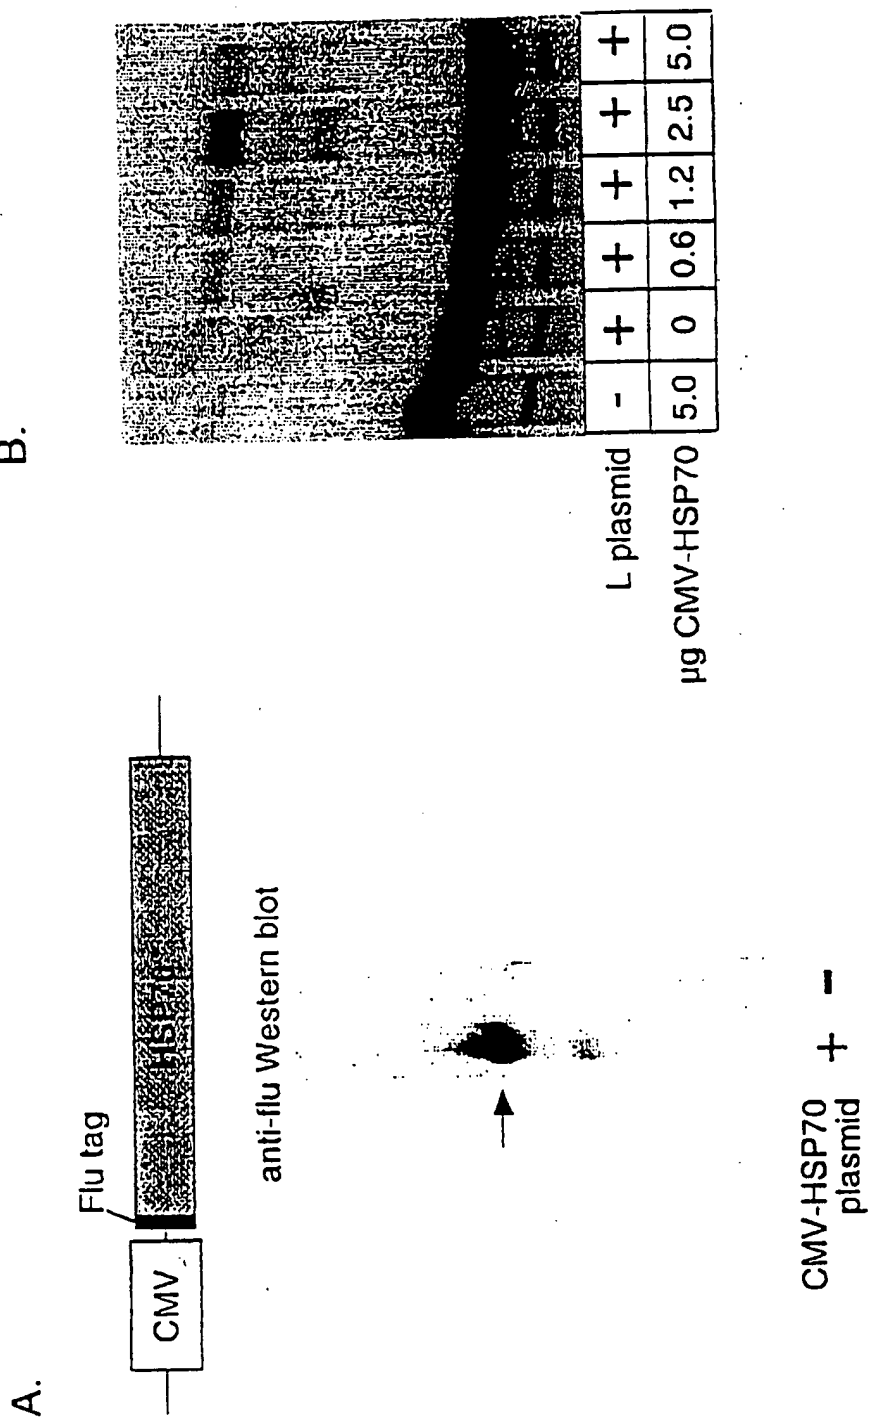 A.
Flu tag
CMV
HSP70
anti-flu Western blot
CMV-HSP70 + -
plasmid
B.
L plasmid - + + + + +
µg CMV-HSP70 5.0 0 0.6 1.2 2.5 5.0